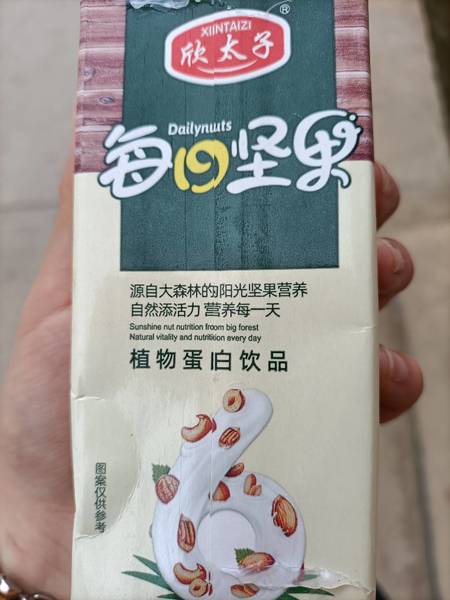 ®
XIINTAIZI
欣太子
Dailynuts
每日坚果
源自大森林的阳光坚果营养
自然添活力 营养每一天
Sunshine nut nutrition froom big forest
Natural vitality and nutrition every day
植物蛋白饮品
图案仅供参考